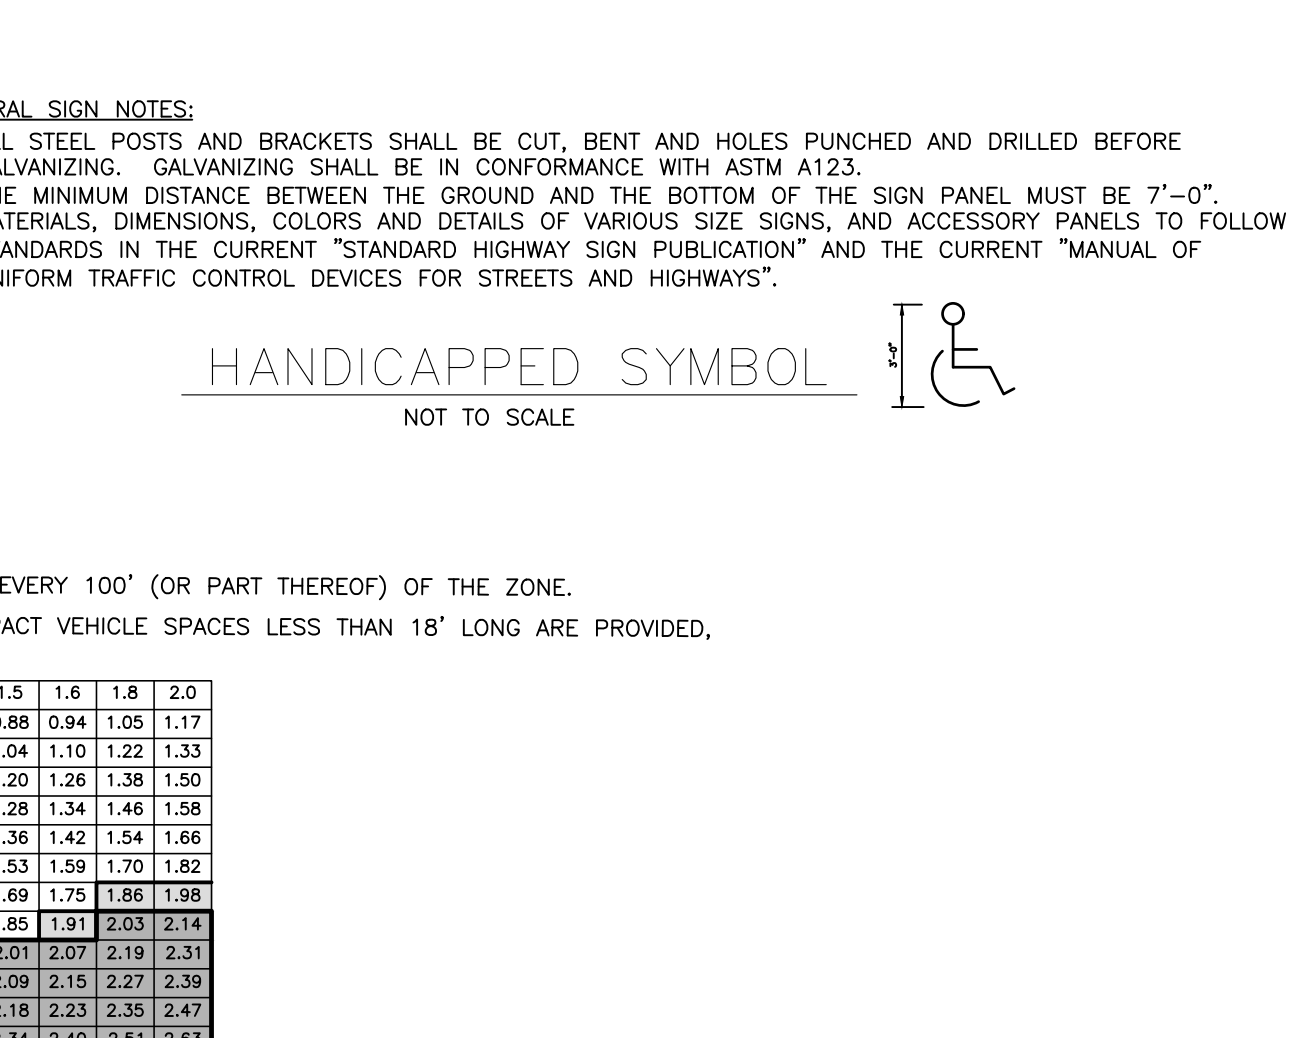 RAL SIGN NOTES:
L STEEL POSTS AND BRACKETS SHALL BE CUT, BENT AND HOLES PUNCHED AND DRILLED BEFORE
ALVANIZING. GALVANIZING SHALL BE IN CONFORMANCE WITH ASTM A123.
HE MINIMUM DISTANCE BETWEEN THE GROUND AND THE BOTTOM OF THE SIGN PANEL MUST BE 7'-0".
ATERIALS, DIMENSIONS, COLORS AND DETAILS OF VARIOUS SIZE SIGNS, AND ACCESSORY PANELS TO FOLLOW
ANDARDS IN THE CURRENT "STANDARD HIGHWAY SIGN PUBLICATION" AND THE CURRENT "MANUAL OF
NIFORM TRAFFIC CONTROL DEVICES FOR STREETS AND HIGHWAYS".
3'-0"
HANDICAPPED SYMBOL
NOT TO SCALE
EVERY 100' (OR PART THEREOF) OF THE ZONE.
PACT VEHICLE SPACES LESS THAN 18' LONG ARE PROVIDED,
1.5 1.6 1.8 2.0
.88 0.94 1.05 1.17
.04 1.10 1.22 1.33
.20 1.26 1.38 1.50
.28 1.34 1.46 1.58
.36 1.42 1.54 1.66
.53 1.59 1.70 1.82
.69 1.75 1.86 1.98
.85 1.91 2.03 2.14
2.01 2.07 2.19 2.31
2.09 2.15 2.27 2.39
2.18 2.23 2.35 2.47
2.40 2.51 2.63